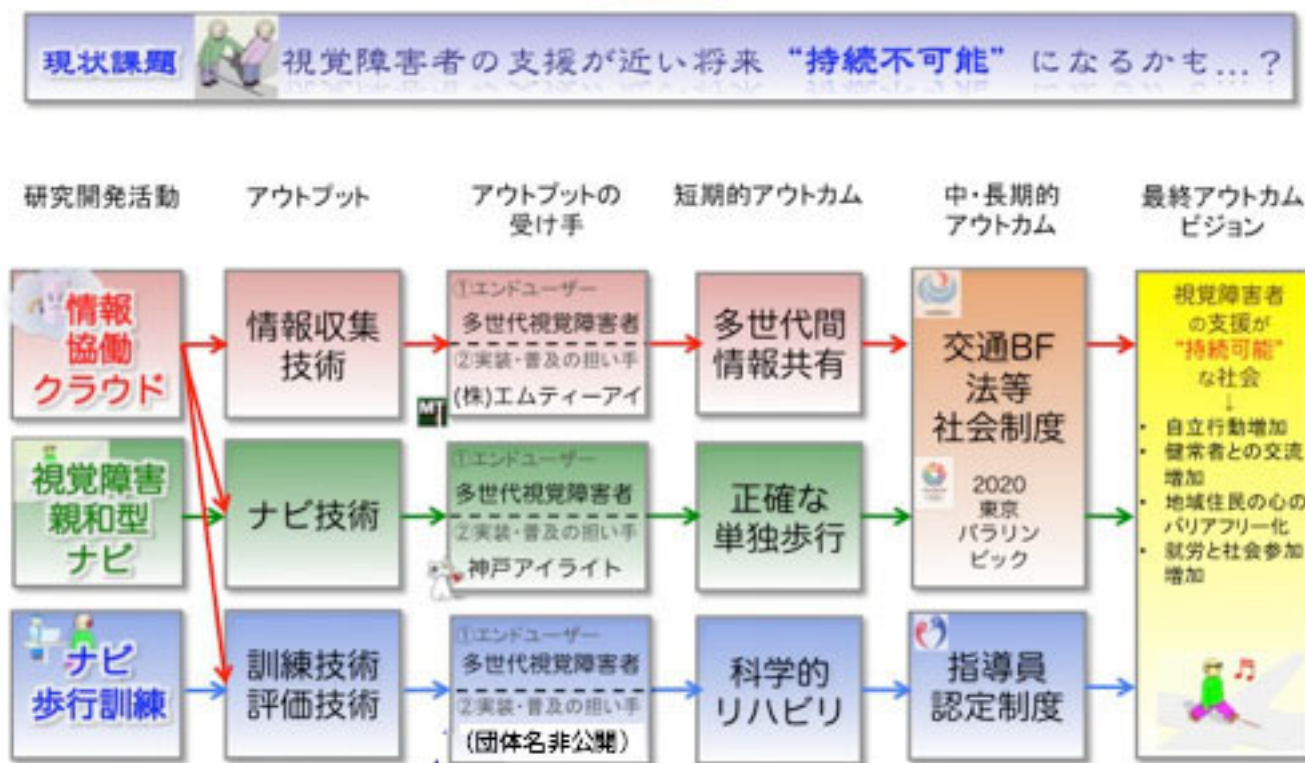 現状課題 視覚障害者の支援が近い将来“持続不可能”になるかも…？
研究開発活動
アウトプット
アウトプットの
受け手
短期的アウトカム
中・長期的
アウトカム
最終アウトカム
ビジョン
情報
協働
クラウド
情報収集
技術
①エンドユーザー
多世代視覚障害者
②実装・普及の担い手
(株)エムティーアイ
多世代間
情報共有
交通BF
法等
社会制度
2020
東京
パラリン
ピック
視覚障害
親和型
ナビ
ナビ技術
①エンドユーザー
多世代視覚障害者
②実装・普及の担い手
神戸アイライト
正確な
単独歩行
ナビ
歩行訓練
訓練技術
評価技術
①エンドユーザー
多世代視覚障害者
②実装・普及の担い手
(団体名非公開)
科学的
リハビリ
指導員
認定制度
視覚障害者
の支援が
“持続可能”
な社会
↓
・ 自立行動増加
・ 健常者との交流
増加
・ 地域住民の心の
バリアフリー化
・ 就労と社会参加
増加